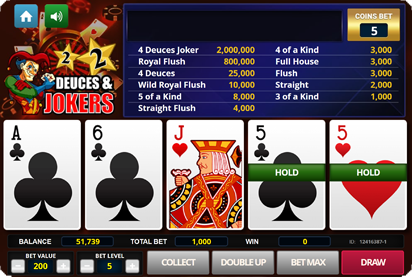 COINS BET
5
2 2
DEUCES &
JOKERS
4 Deuces Joker 2,000,000 4 of a Kind 3,000
Royal Flush 800,000 Full House 3,000
4 Deuces 25,000 Flush 3,000
Wild Royal Flush 10,000 Straight 2,000
5 of a Kind 8,000 3 of a Kind 1,000
Straight Flush 4,000
A 6 J 5 5
HOLD HOLD
BALANCE 51,739 TOTAL BET 1,000 WIN 0 ID: 12416387-1
BET VALUE BET LEVEL
200 5
COLLECT DOUBLE UP BET MAX DRAW